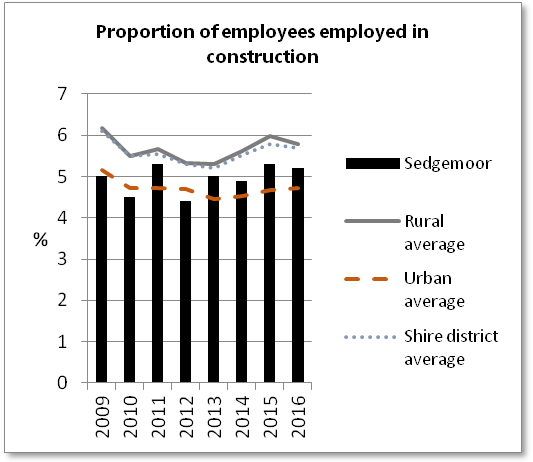 Proportion of employees employed in
construction
7
6
5
4
3
2
1
0
%
2009
2010
2011
2012
2013
2014
2015
2016
Sedgemoor
Rural
average
Urban
average
Shire district
average